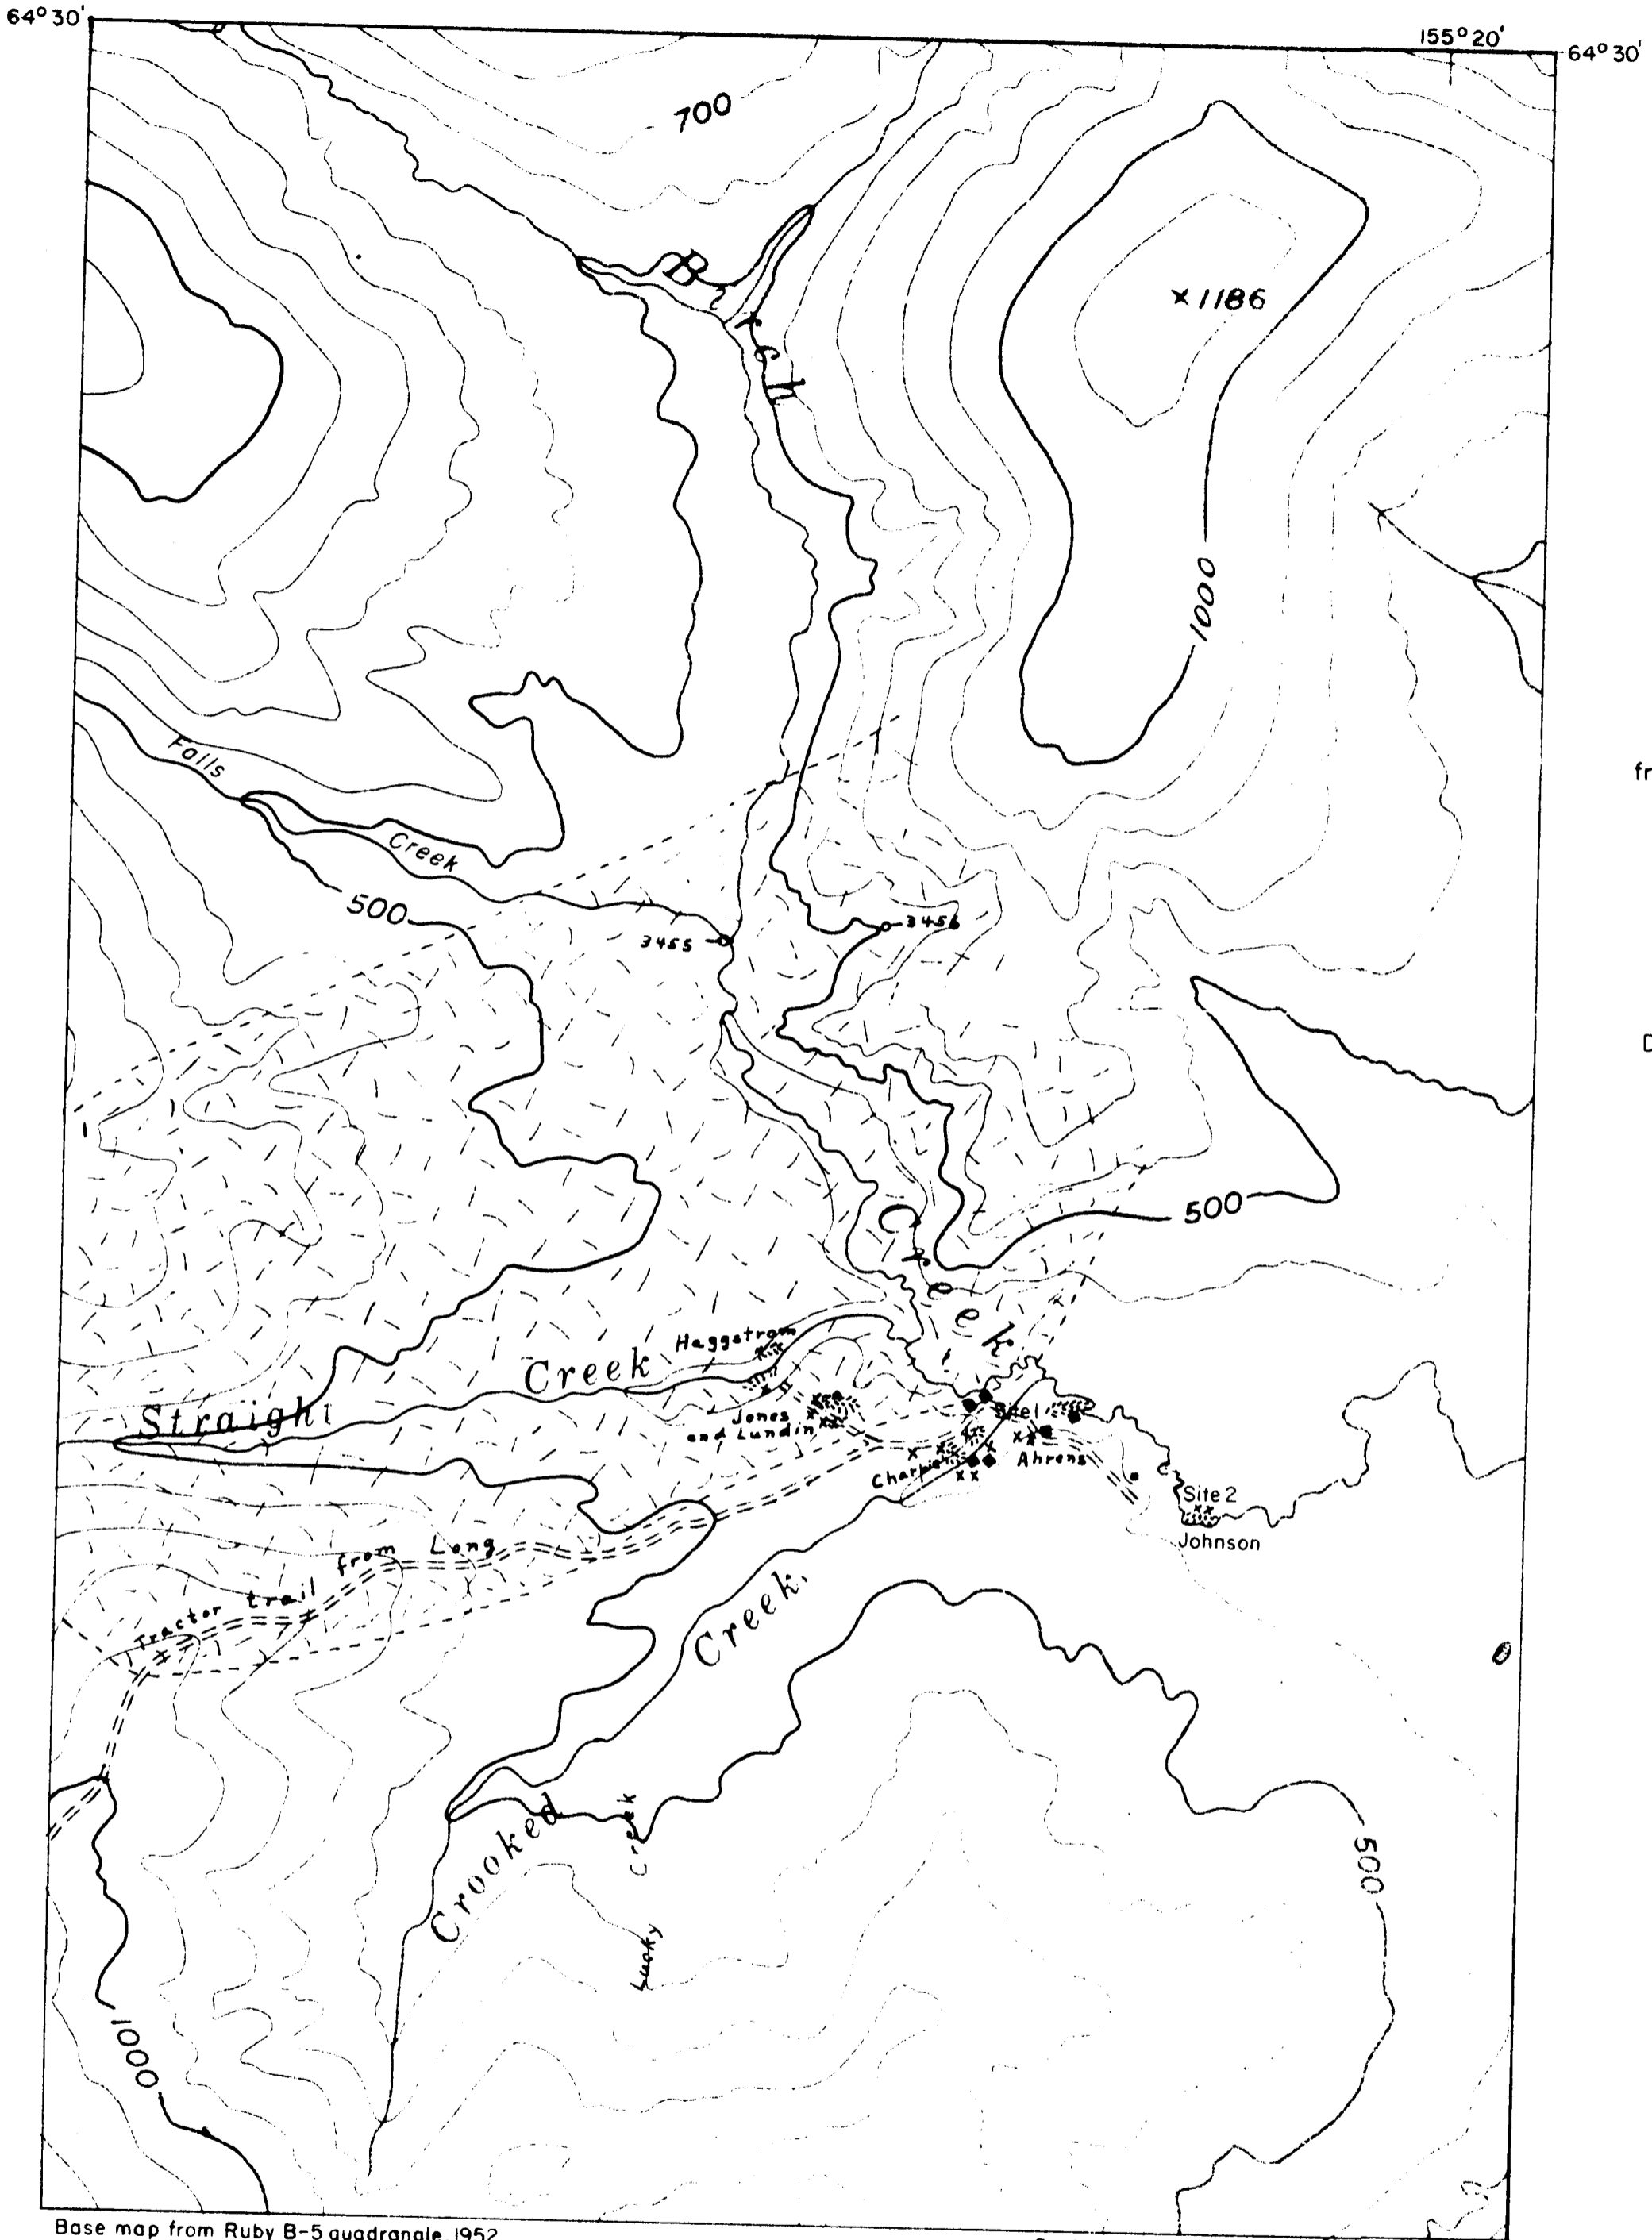 64° 30'
155° 20'
64° 30'
700
Birch
x 1186
1000
Falls
Creek
500
3455
3456
500
Creek
Haggstrom
Creek
Straight
Jones
and Lundin
Site 1
Ahrens
Site 2
Johnson
Tractor trail from Long
Creek
Crooked
Creek
Lucky
500
1000
Base map from Ruby B-5 quadrangle, 1952